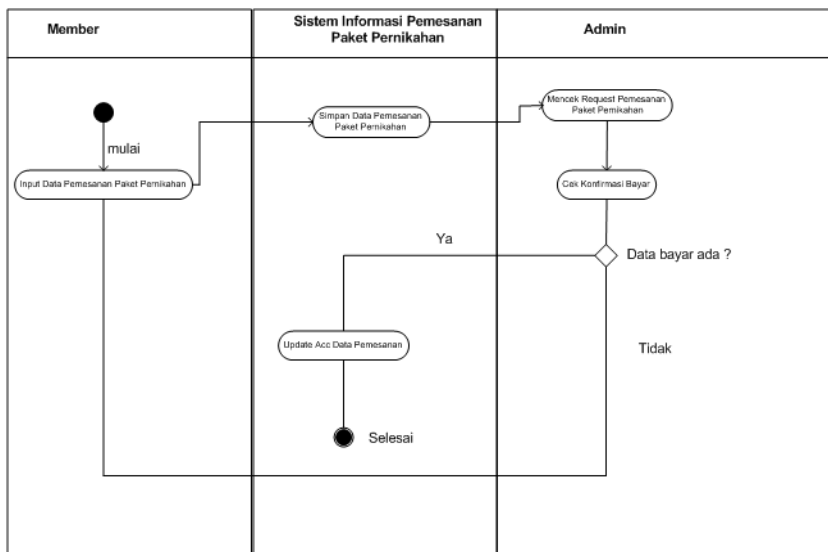 Member
Sistem Informasi Pemesanan
Paket Pernikahan
Admin
mulai
Input Data Pemesanan Paket Pernikahan
Simpan Data Pemesanan
Paket Pernikahan
Mencek Request Pemesanan
Paket Pernikahan
Cek Konfirmasi Bayar
Ya
Data bayar ada ?
Update Acc Data Pemesanan
Tidak
Selesai